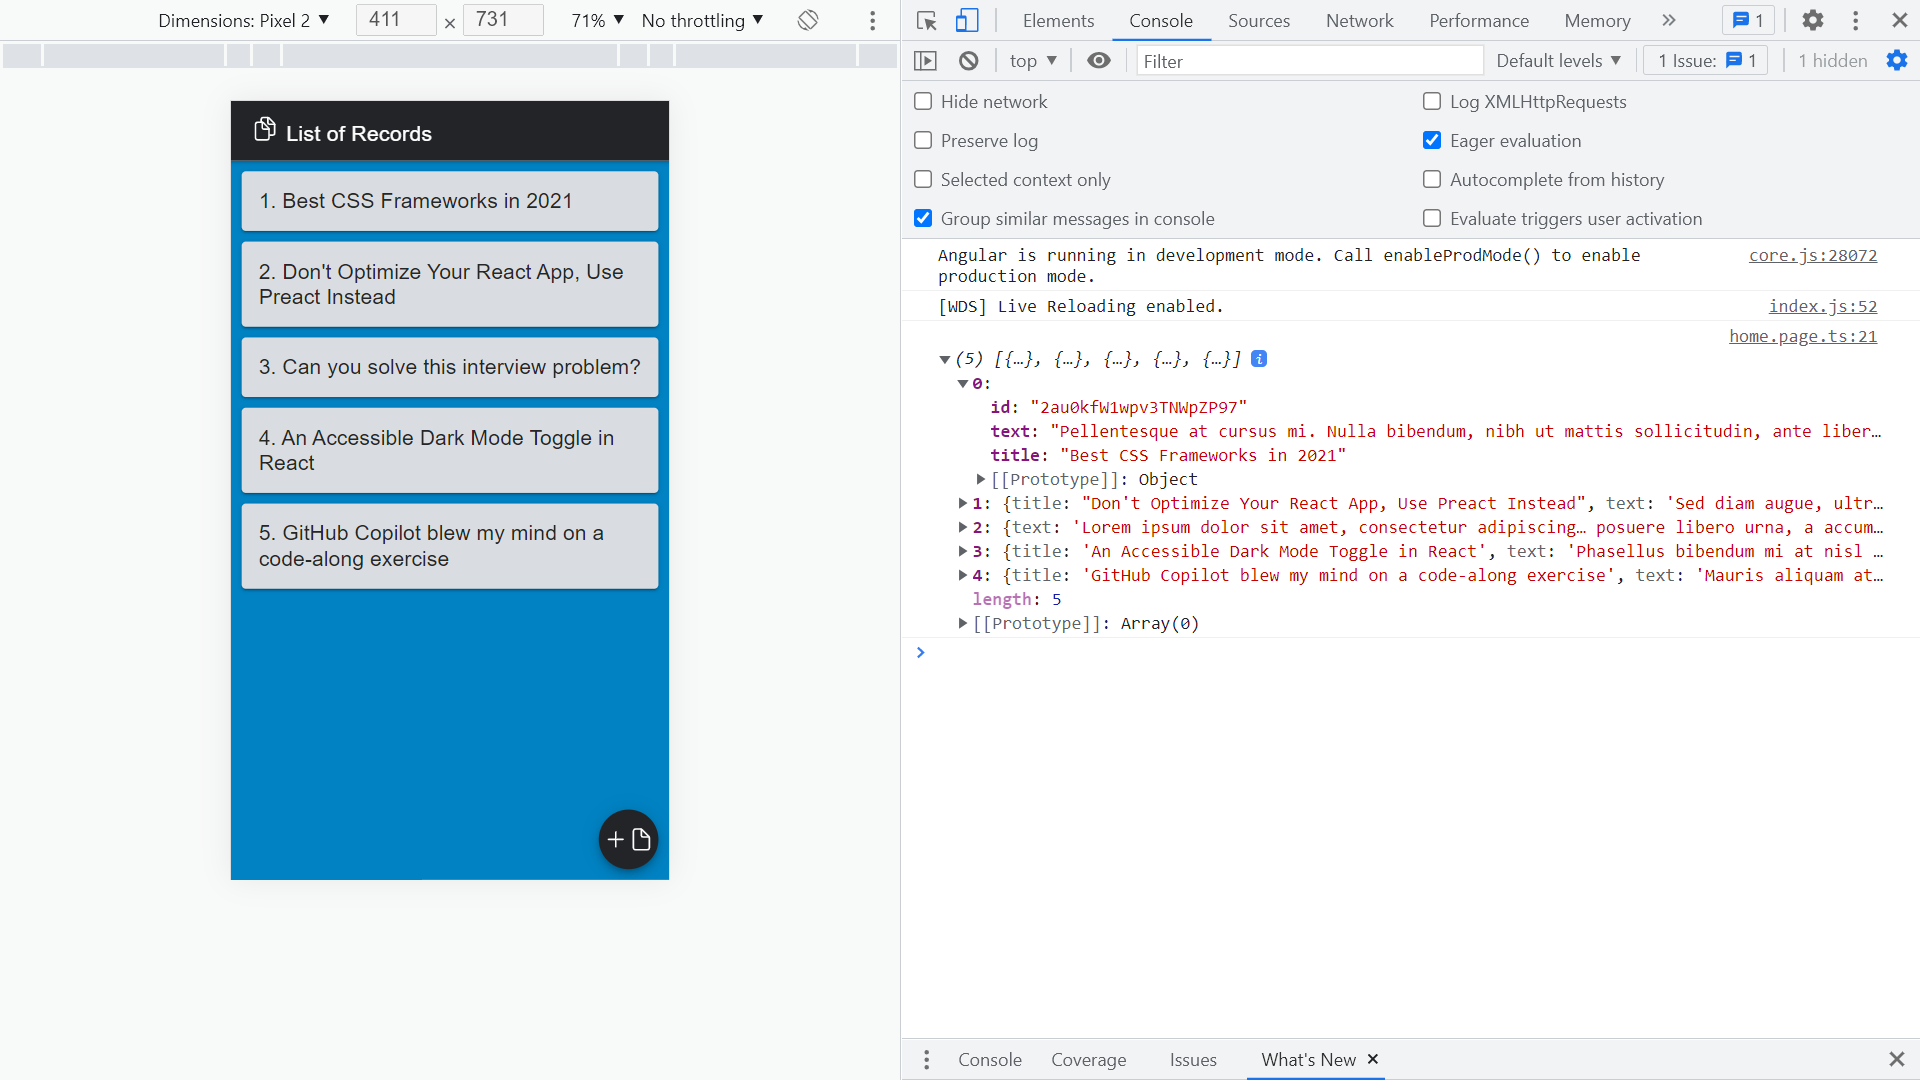 Dimensions: Pixel 2 ▼ 411 × 731 71% ▼ No throttling ▼
List of Records
1. Best CSS Frameworks in 2021
2. Don't Optimize Your React App, Use
Preact Instead
3. Can you solve this interview problem?
4. An Accessible Dark Mode Toggle in
React
5. GitHub Copilot blew my mind on a
code-along exercise
Elements Console Sources Network Performance Memory » 1
top ▼ Filter Default levels ▼ 1 Issue: 1 1 hidden
Hide network Log XMLHttpRequests
Preserve log Eager evaluation
Selected context only Autocomplete from history
Group similar messages in console Evaluate triggers user activation
Angular is running in development mode. Call enableProdMode() to enable core.js:28072
production mode.
[WDS] Live Reloading enabled. index.js:52
home.page.ts:21
▼(5) [{…}, {…}, {…}, {…}, {…}] i
▼0:
id: "2au0kfW1wpv3TNWpZP97"
text: "Pellentesque at cursus mi. Nulla bibendum, nibh ut mattis sollicitudin, ante liber…
title: "Best CSS Frameworks in 2021"
▶[[Prototype]]: Object
▶1: {title: "Don't Optimize Your React App, Use Preact Instead", text: 'Sed diam augue, ultr…
▶2: {text: 'Lorem ipsum dolor sit amet, consectetur adipiscing… posuere libero urna, a accum…
▶3: {title: 'An Accessible Dark Mode Toggle in React', text: 'Phasellus bibendum mi at nisl …
▶4: {title: 'GitHub Copilot blew my mind on a code-along exercise', text: 'Mauris aliquam at…
length: 5
▶[[Prototype]]: Array(0)
>
Console Coverage Issues What's New ×